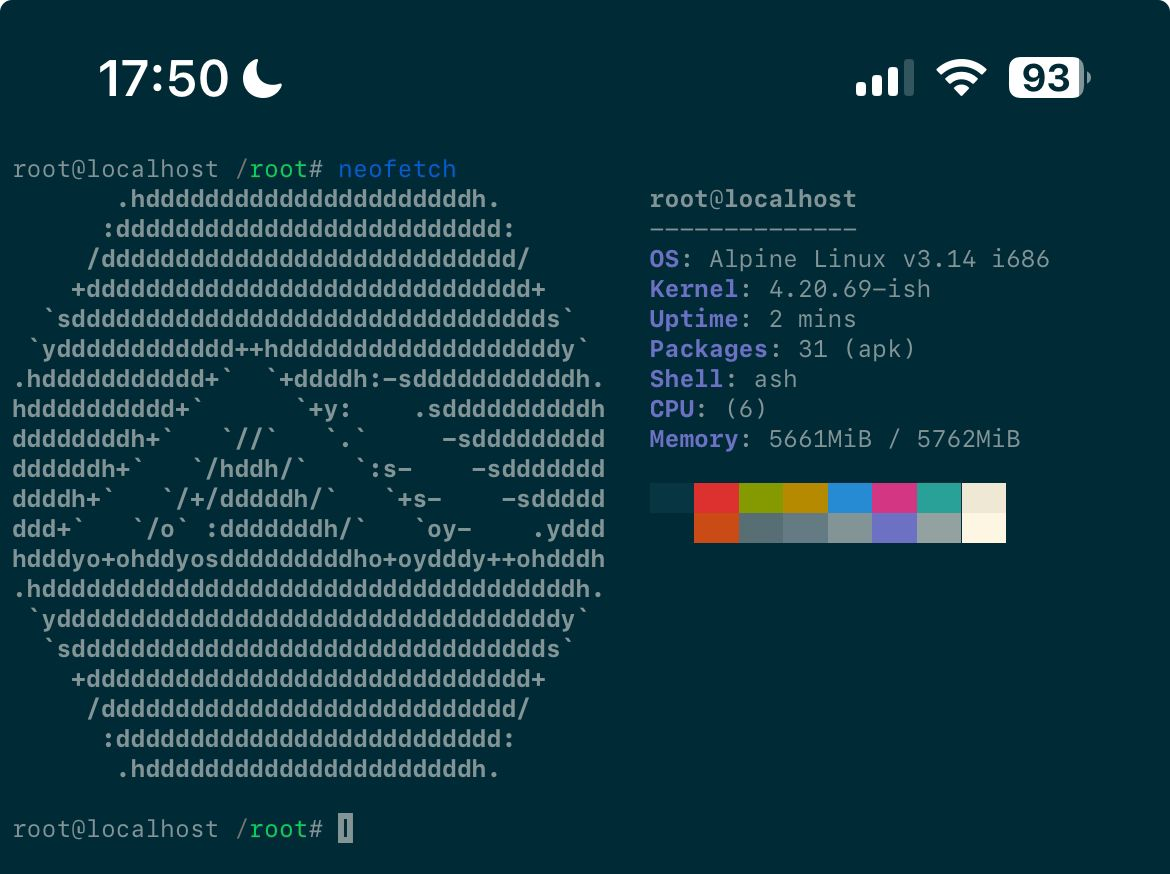 17:50 93
root@localhost /root# neofetch
       .hddddddddddddddddddddddh.          root@localhost
      :dddddddddddddddddddddddddd:         --------------
     /dddddddddddddddddddddddddddd/        OS: Alpine Linux v3.14 i686
    +dddddddddddddddddddddddddddddd+       Kernel: 4.20.69-ish
  `sdddddddddddddddddddddddddddddddds`     Uptime: 2 mins
 `ydddddddddddd++hdddddddddddddddddddy`    Packages: 31 (apk)
.hddddddddddd+`  `+ddddh:-sdddddddddddh.   Shell: ash
hdddddddddd+`      `+y:    .sddddddddddh   CPU: (6)
ddddddddh+`   `//`   `.`     -sddddddddd   Memory: 5661MiB / 5762MiB
ddddddh+`   `/hddh/`   `:s-    -sddddddd
ddddh+`   `/+/dddddh/`   `+s-    -sddddd
ddd+`   `/o` :dddddddh/`   `oy-    .yddd
hdddyo+ohddyosdddddddddho+oydddy++ohdddh
.hddddddddddddddddddddddddddddddddddddh.
 `yddddddddddddddddddddddddddddddddddy`
  `sdddddddddddddddddddddddddddddddds`
    +dddddddddddddddddddddddddddddd+
     /dddddddddddddddddddddddddddd/
      :dddddddddddddddddddddddddd:
       .hddddddddddddddddddddddh.
root@localhost /root#